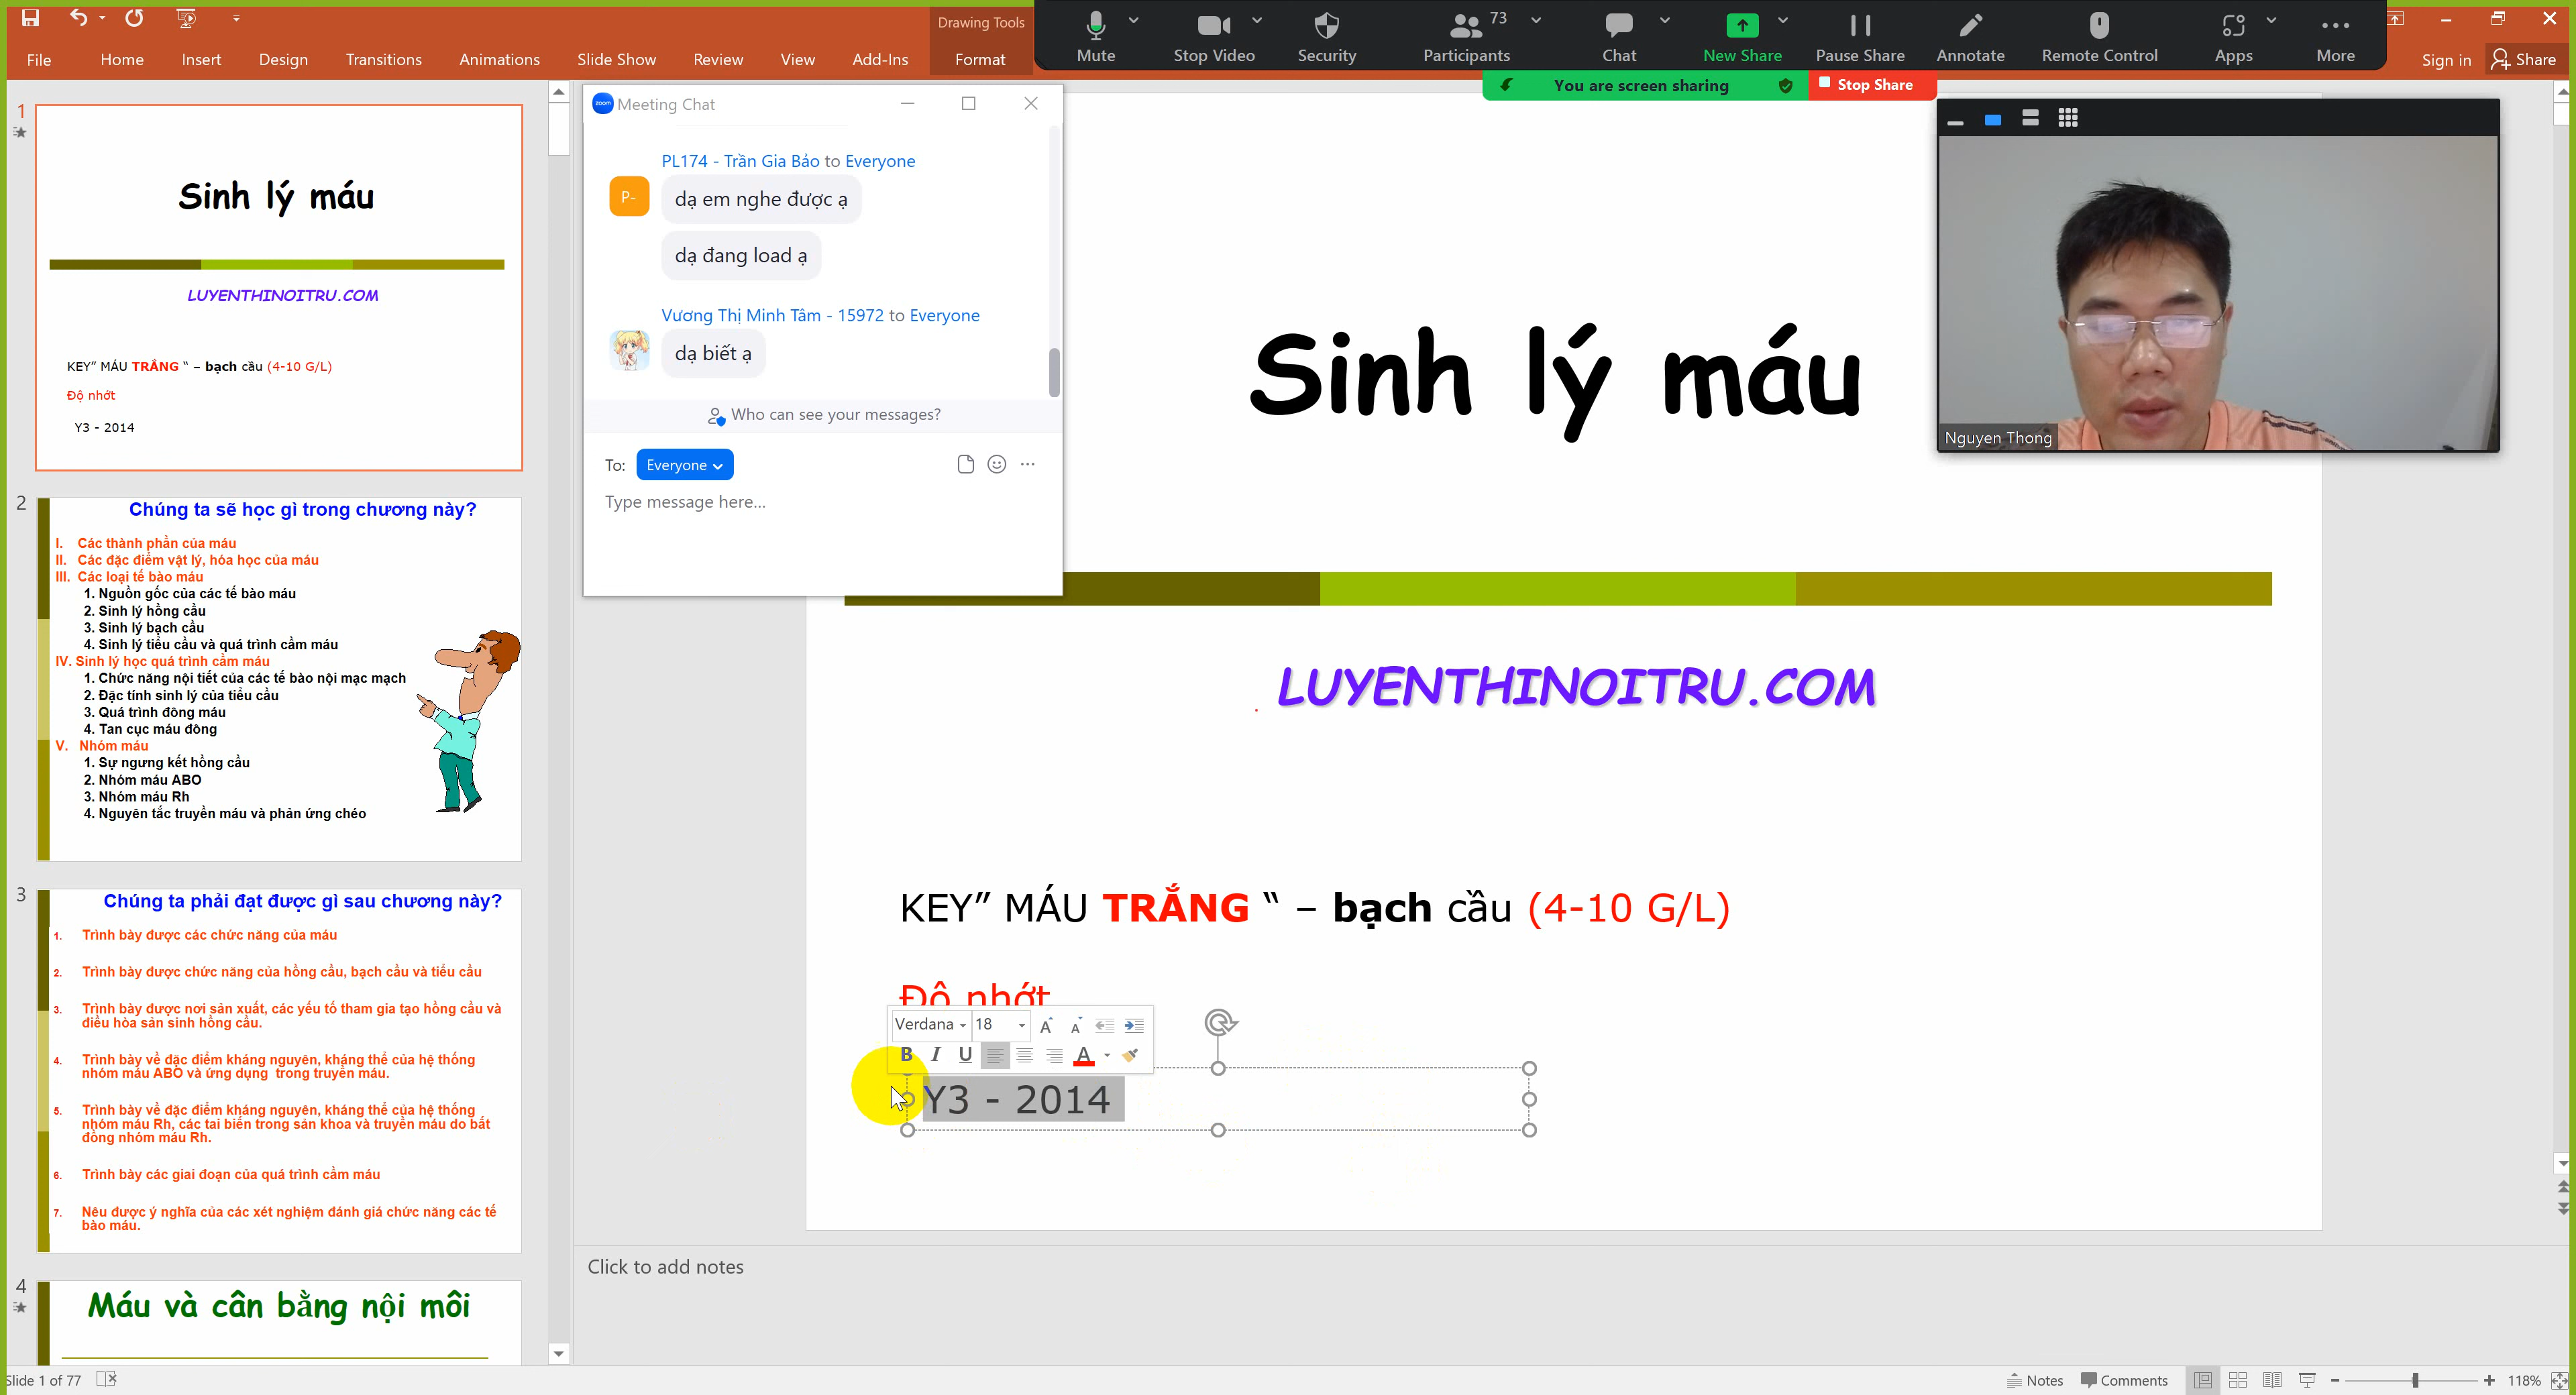 Drawing Tools
File Home Insert Design Transitions Animations Slide Show Review View Add-Ins Format
Mute Stop Video Security Participants 73 Chat New Share Pause Share Annotate Remote Control Apps More
Sign in Share
You are screen sharing Stop Share
1
Sinh lý máu
LUYENTHINOITRU.COM
KEY” MÁU TRẮNG “ – bạch cầu (4-10 G/L)
Độ nhớt
Y3 - 2014
2
Chúng ta sẽ học gì trong chương này?
I. Các thành phần của máu
II. Các đặc điểm vật lý, hóa học của máu
III. Các loại tế bào máu
1. Nguồn gốc của các tế bào máu
2. Sinh lý hồng cầu
3. Sinh lý bạch cầu
4. Sinh lý tiểu cầu và quá trình cầm máu
IV. Sinh lý học quá trình cầm máu
1. Chức năng nội tiết của các tế bào nội mạc mạch
2. Đặc tính sinh lý của tiểu cầu
3. Quá trình đông máu
4. Tan cục máu đông
V. Nhóm máu
1. Sự ngưng kết hồng cầu
2. Nhóm máu ABO
3. Nhóm máu Rh
4. Nguyên tắc truyền máu và phản ứng chéo
3
Chúng ta phải đạt được gì sau chương này?
1. Trình bày được các chức năng của máu
2. Trình bày được chức năng của hồng cầu, bạch cầu và tiểu cầu
3. Trình bày được nơi sản xuất, các yếu tố tham gia tạo hồng cầu và
điều hòa sản sinh hồng cầu.
4. Trình bày về đặc điểm kháng nguyên, kháng thể của hệ thống
nhóm máu ABO và ứng dụng trong truyền máu.
5. Trình bày về đặc điểm kháng nguyên, kháng thể của hệ thống
nhóm máu Rh, các tai biến trong sản khoa và truyền máu do bất
đồng nhóm máu Rh.
6. Trình bày các giai đoạn của quá trình cầm máu
7. Nêu được ý nghĩa của các xét nghiệm đánh giá chức năng các tế
bào máu.
4
Máu và cân bằng nội môi
zoom Meeting Chat
PL174 - Trần Gia Bảo to Everyone
P-
dạ em nghe được ạ
dạ đang load ạ
Vương Thị Minh Tâm - 15972 to Everyone
dạ biết ạ
Who can see your messages?
To: Everyone
Type message here...
Nguyen Thong
Sinh lý máu
LUYENTHINOITRU.COM
KEY” MÁU TRẮNG “ – bạch cầu (4-10 G/L)
Độ nhớt
Verdana 18 A A
B I U A
Y3 - 2014
Click to add notes
Slide 1 of 77
Notes Comments 118%